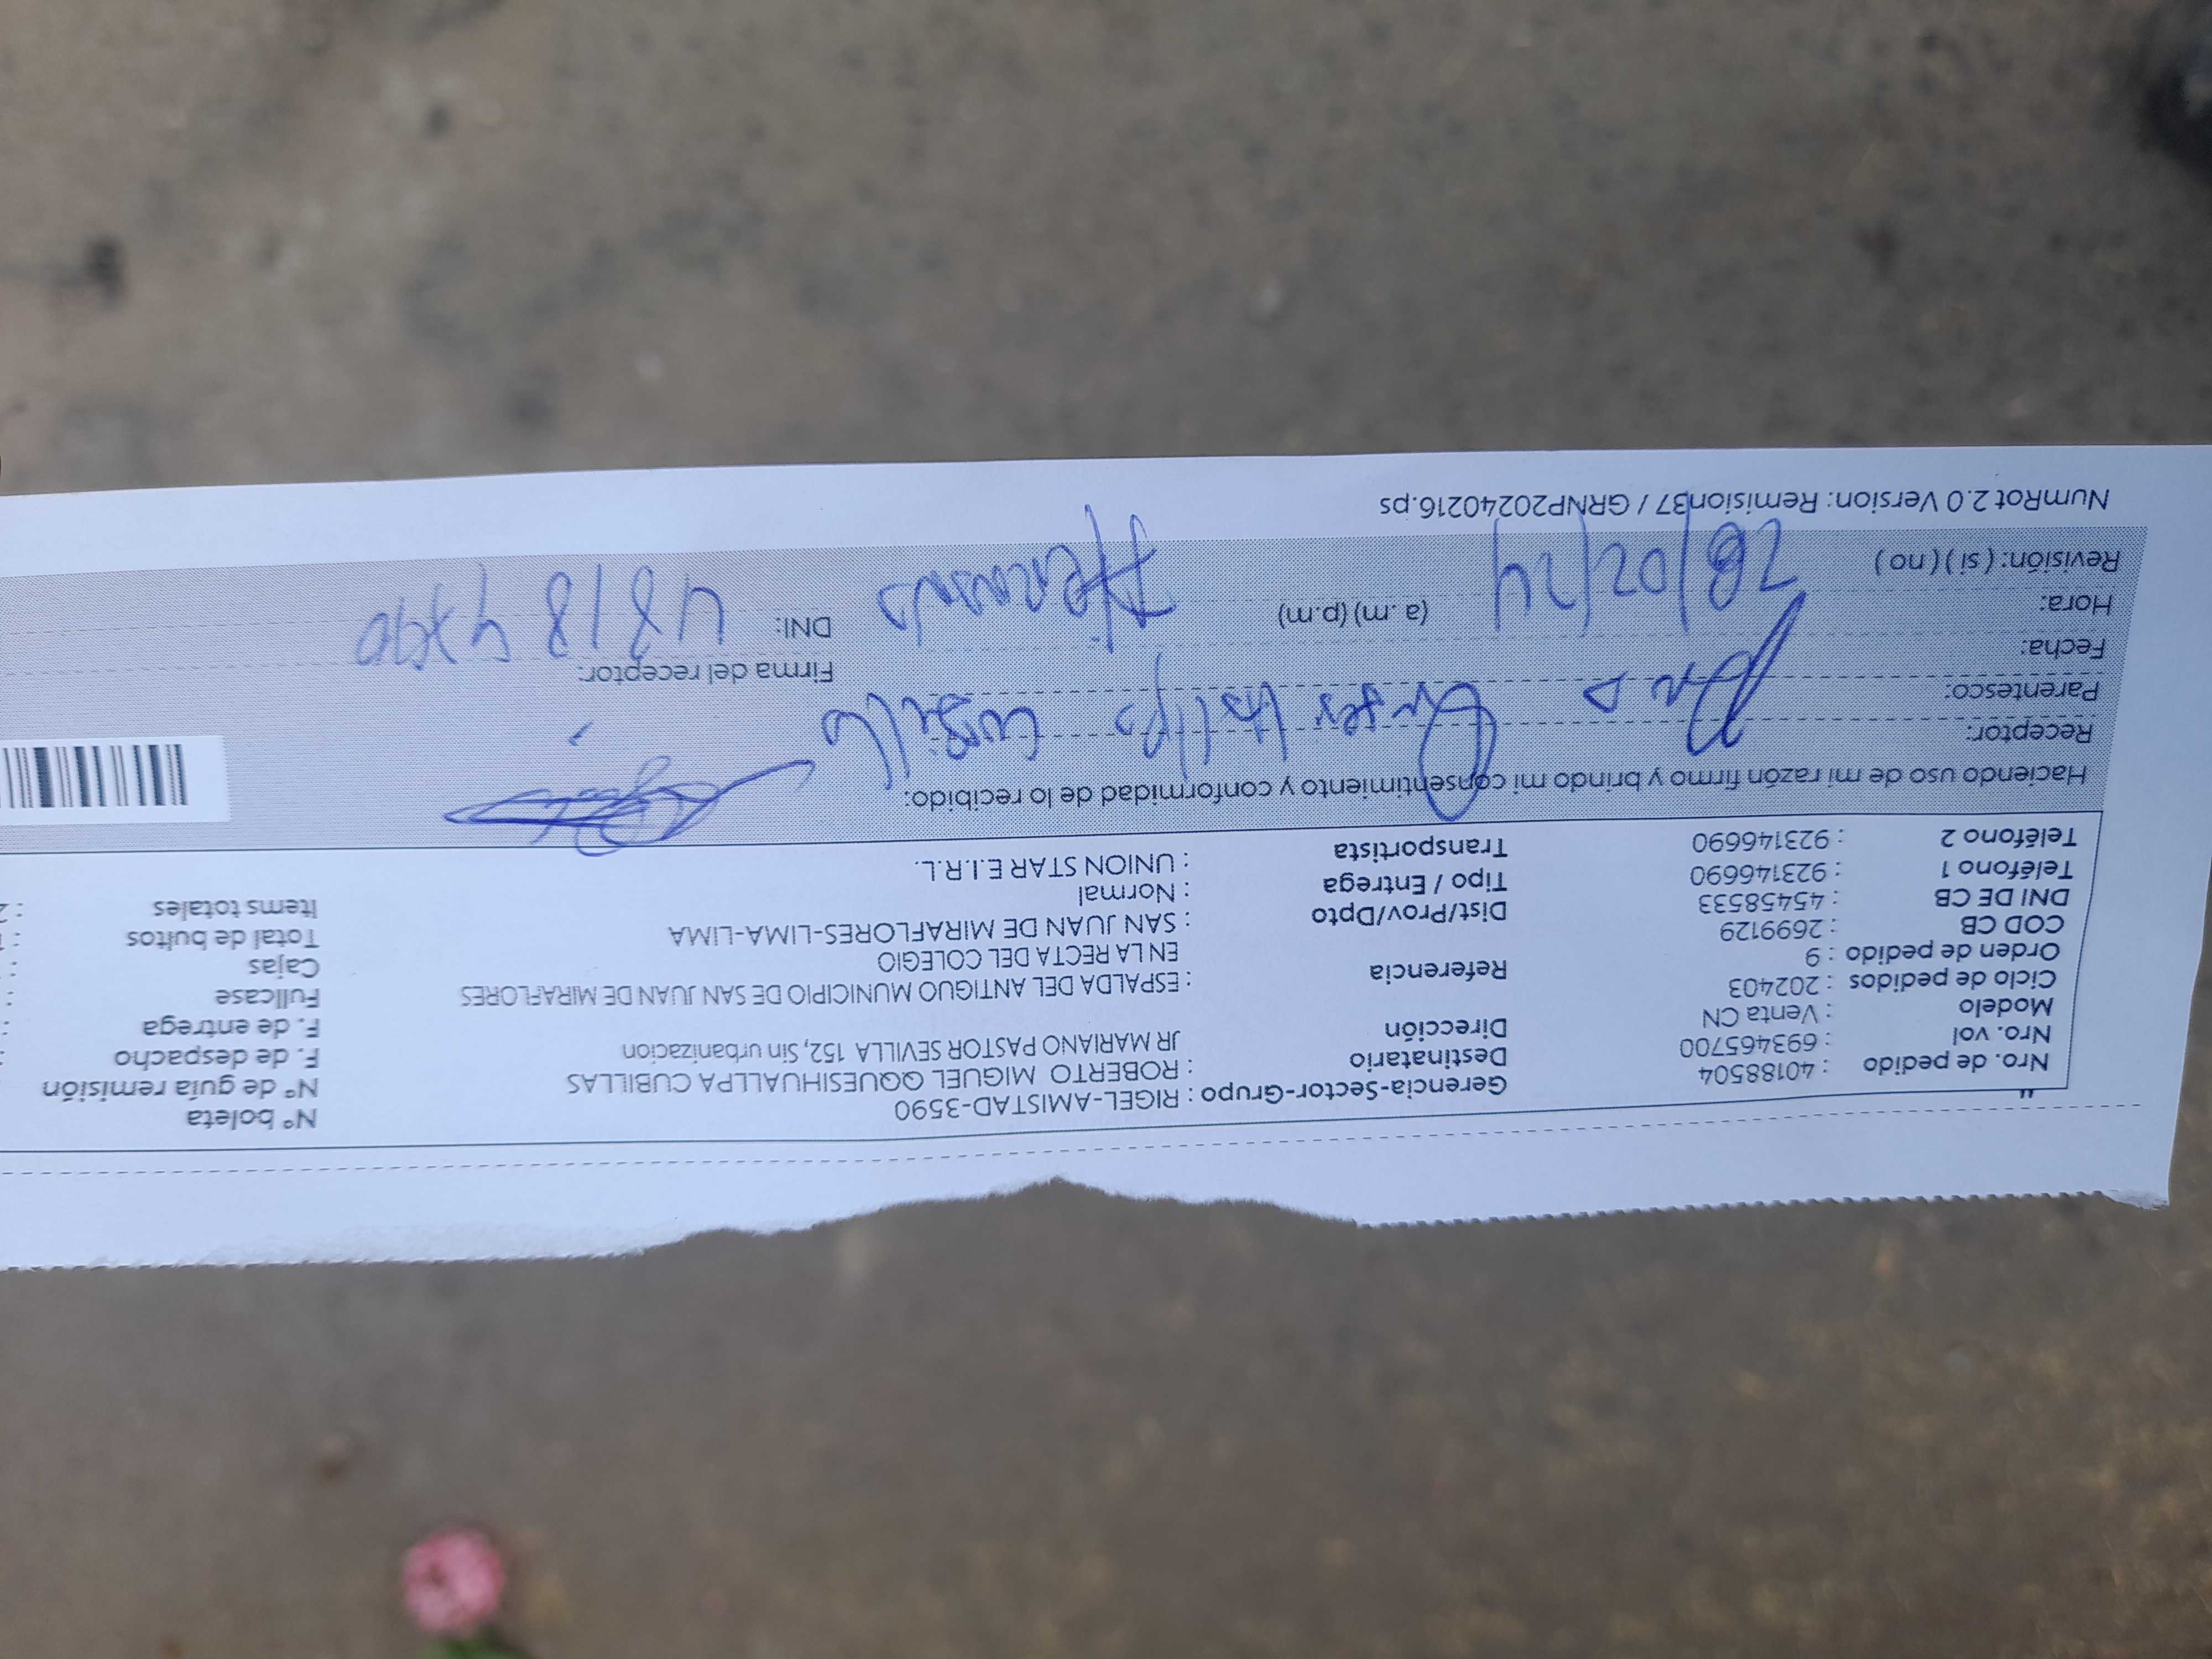 Gerencia-Sector-Grupo : RIGEL-AMISTAD-3590
Nº boleta
Nro. de pedido : 40188504
Destinatario : ROBERTO MIGUEL QQUESIHUALLPA CUBILLAS
Nº de guía remisión
Nro. vol : 693465700
Dirección JR MARIANO PASTOR SEVILLA 152, Sin urbanizacion
F. de despacho :
Modelo : Venta CN
F. de entrega :
Ciclo de pedidos : 202403
Referencia : ESPALDA DEL ANTIGUO MUNICIPIO DE SAN JUAN DE MIRAFLORES
EN LA RECTA DEL COLEGIO
Fullcase :
Orden de pedido : 9
Cajas :
COD CB : 2699129
Dist/Prov/Dpto : SAN JUAN DE MIRAFLORES-LIMA-LIMA
Total de bultos :
DNI DE CB : 45458533
Tipo / Entrega : Normal
Items totales :
Teléfono 1 : 923146690
Transportista : UNION STAR E.I.R.L.
Teléfono 2 : 923146690
Haciendo uso de mi razón firmo y brindo mi consentimiento y conformidad de lo recibido:
Receptor:
Parentesco:
Firma del receptor:
Fecha:
DNI: 4818
Hora: (a.m) (p.m)
28/02/24 Hermano
Revisión: ( si ) ( no )
NumRot 2.0 Version: Remision37 / GRNP20240216.ps